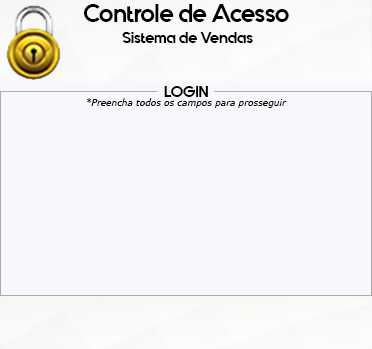 Controle de Acesso
Sistema de Vendas
LOGIN
*Preencha todos os campos para prosseguir